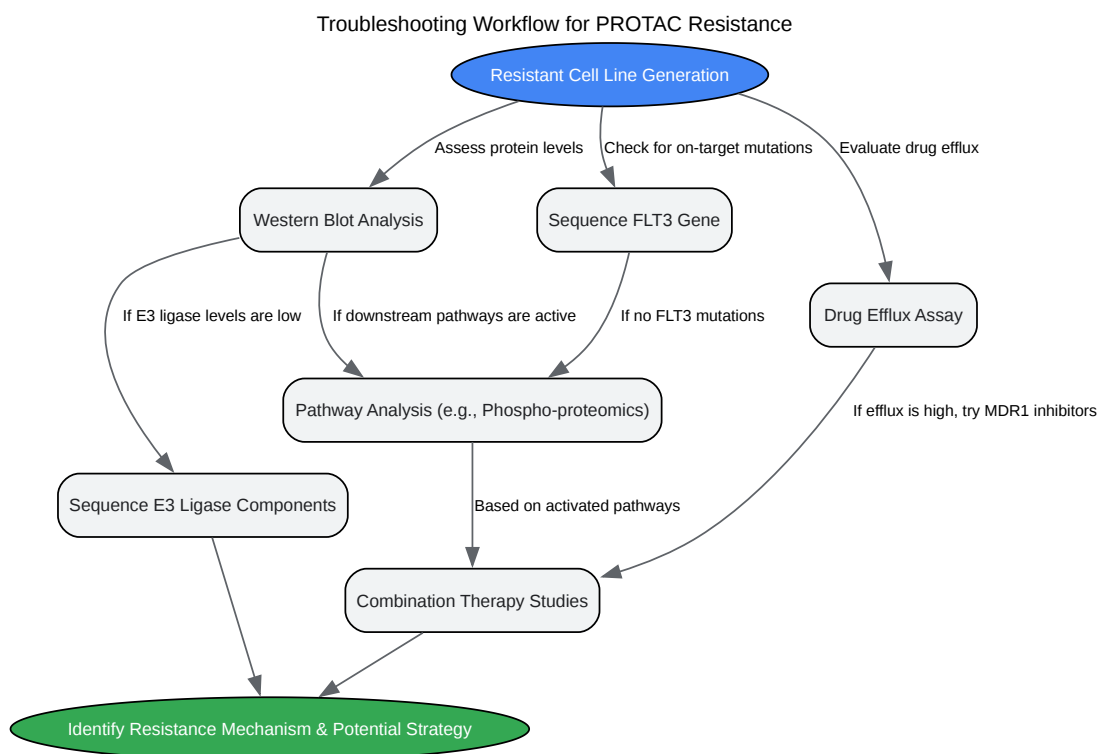 Troubleshooting Workflow for PROTAC Resistance
Resistant Cell Line Generation
Assess protein levels
Check for on-target mutations
Evaluate drug efflux
Western Blot Analysis
Sequence FLT3 Gene
Drug Efflux Assay
If E3 ligase levels are low
If downstream pathways are active
If no FLT3 mutations
Pathway Analysis (e.g., Phospho-proteomics)
If efflux is high, try MDR1 inhibitors
Sequence E3 Ligase Components
Based on activated pathways
Combination Therapy Studies
Identify Resistance Mechanism & Potential Strategy